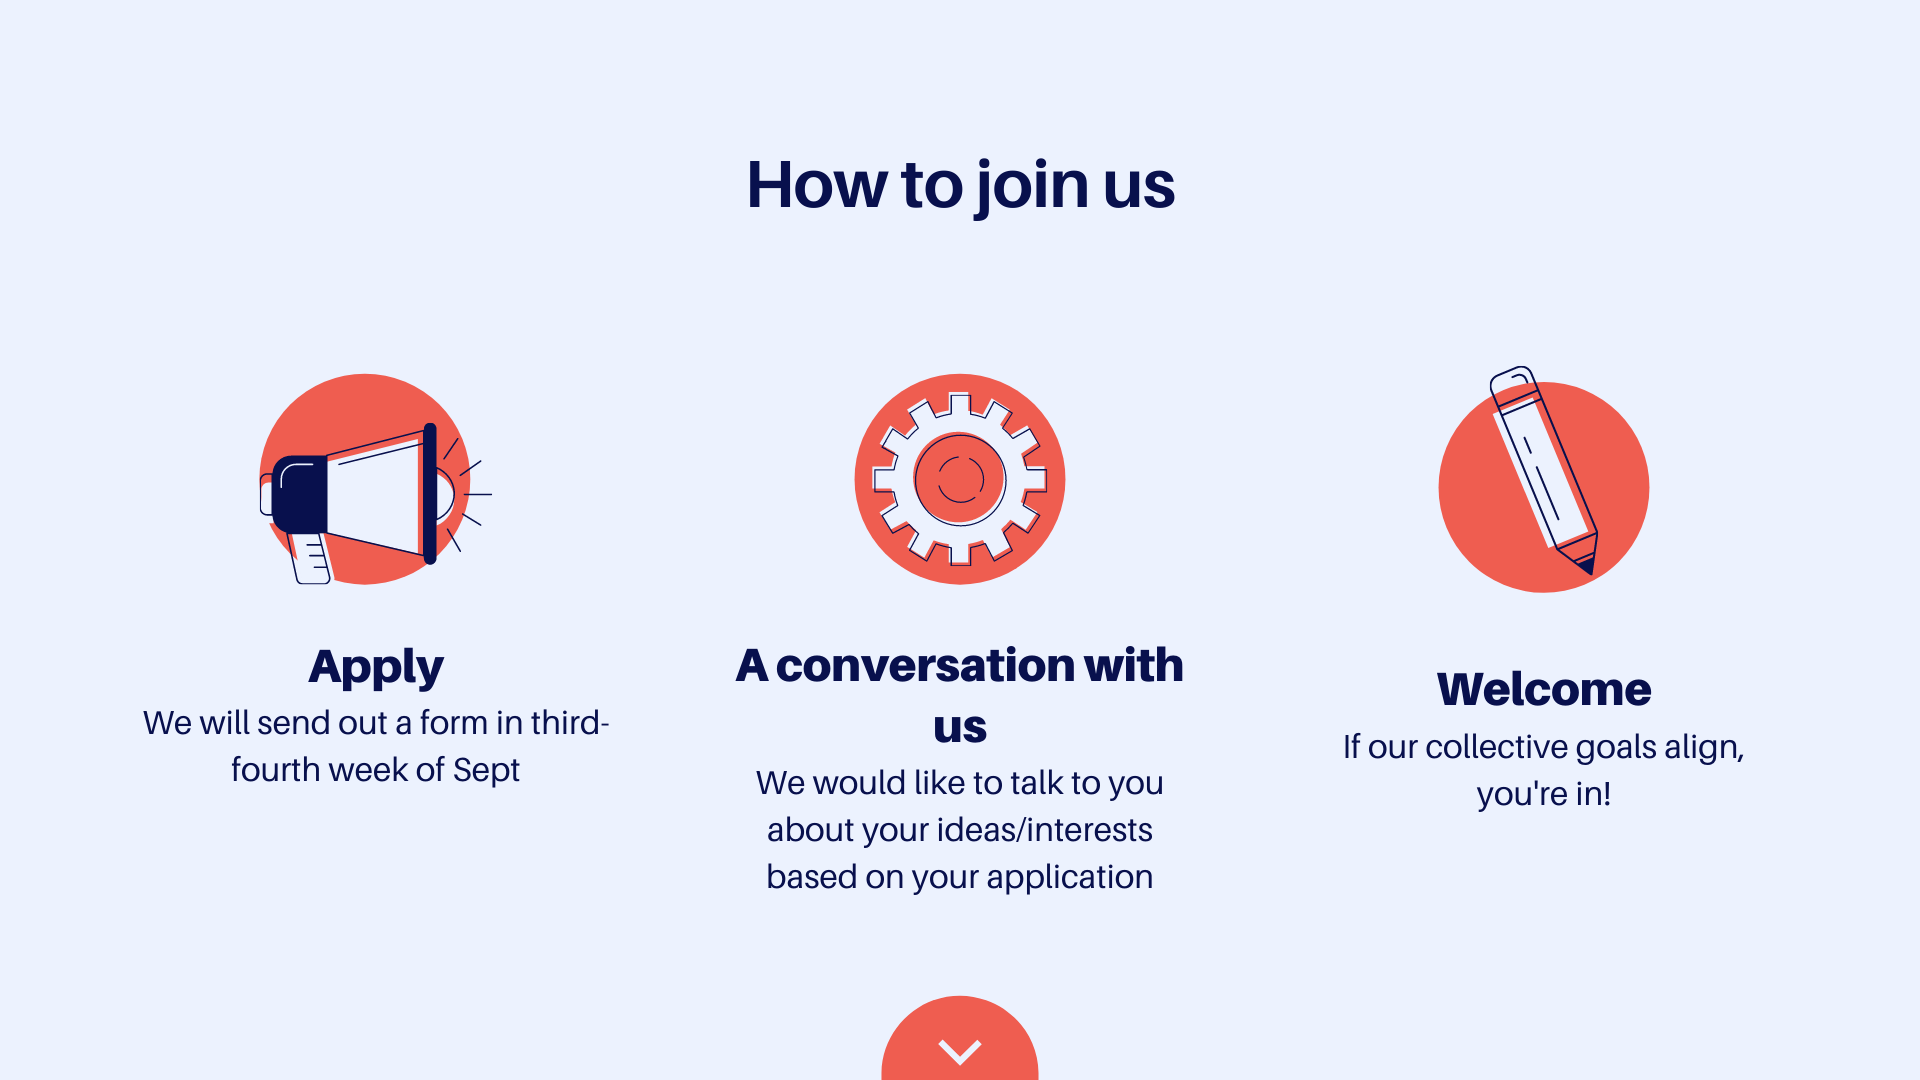 How to join us
Apply
We will send out a form in third-
fourth week of Sept
A conversation with
us
We would like to talk to you
about your ideas/interests
based on your application
Welcome
If our collective goals align,
you're in!